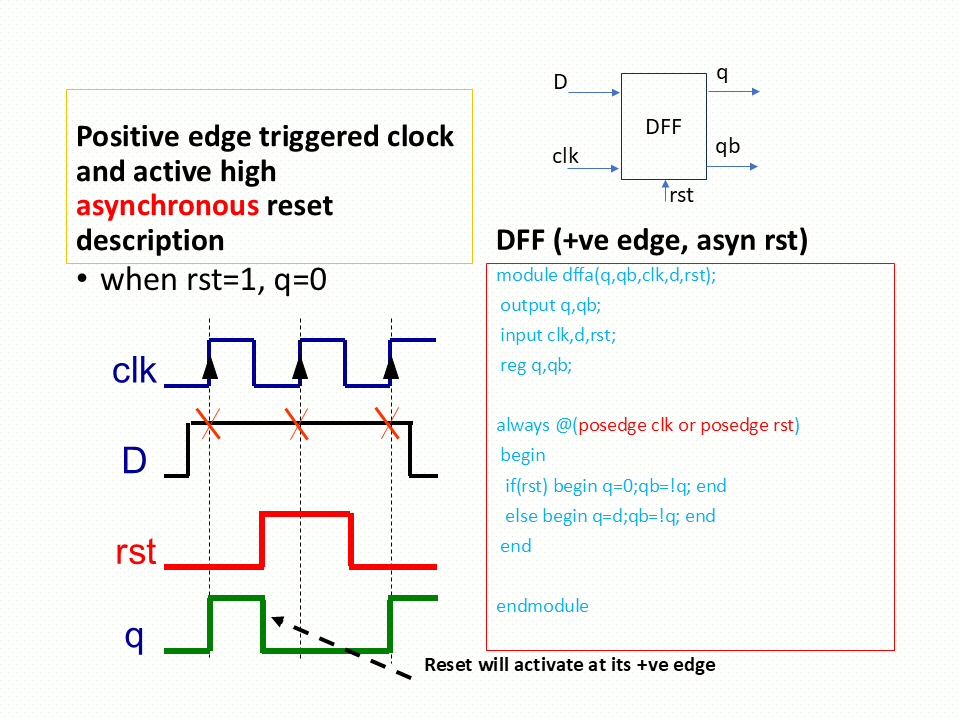 Positive edge triggered clock
and active high
asynchronous reset
description
• when rst=1, q=0
clk
D
rst
q
D
clk
DFF
q
qb
rst
DFF (+ve edge, asyn rst)
module dffa(q,qb,clk,d,rst);
output q,qb;
input clk,d,rst;
reg q,qb;
always @(posedge clk or posedge rst)
begin
if(rst) begin q=0;qb=!q; end
else begin q=d;qb=!q; end
end
endmodule
Reset will activate at its +ve edge